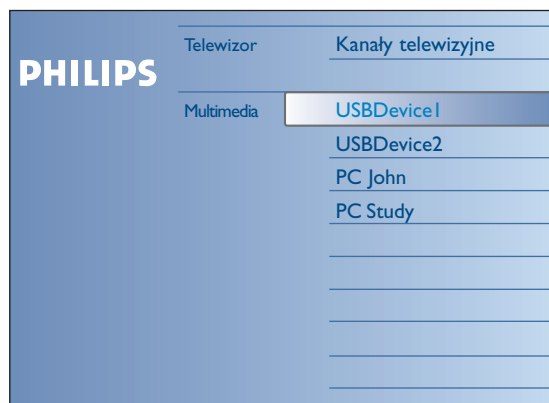 PHILIPS
Telewizor Kanały telewizyjne
Multimedia USBDevice1
USBDevice2
PC John
PC Study